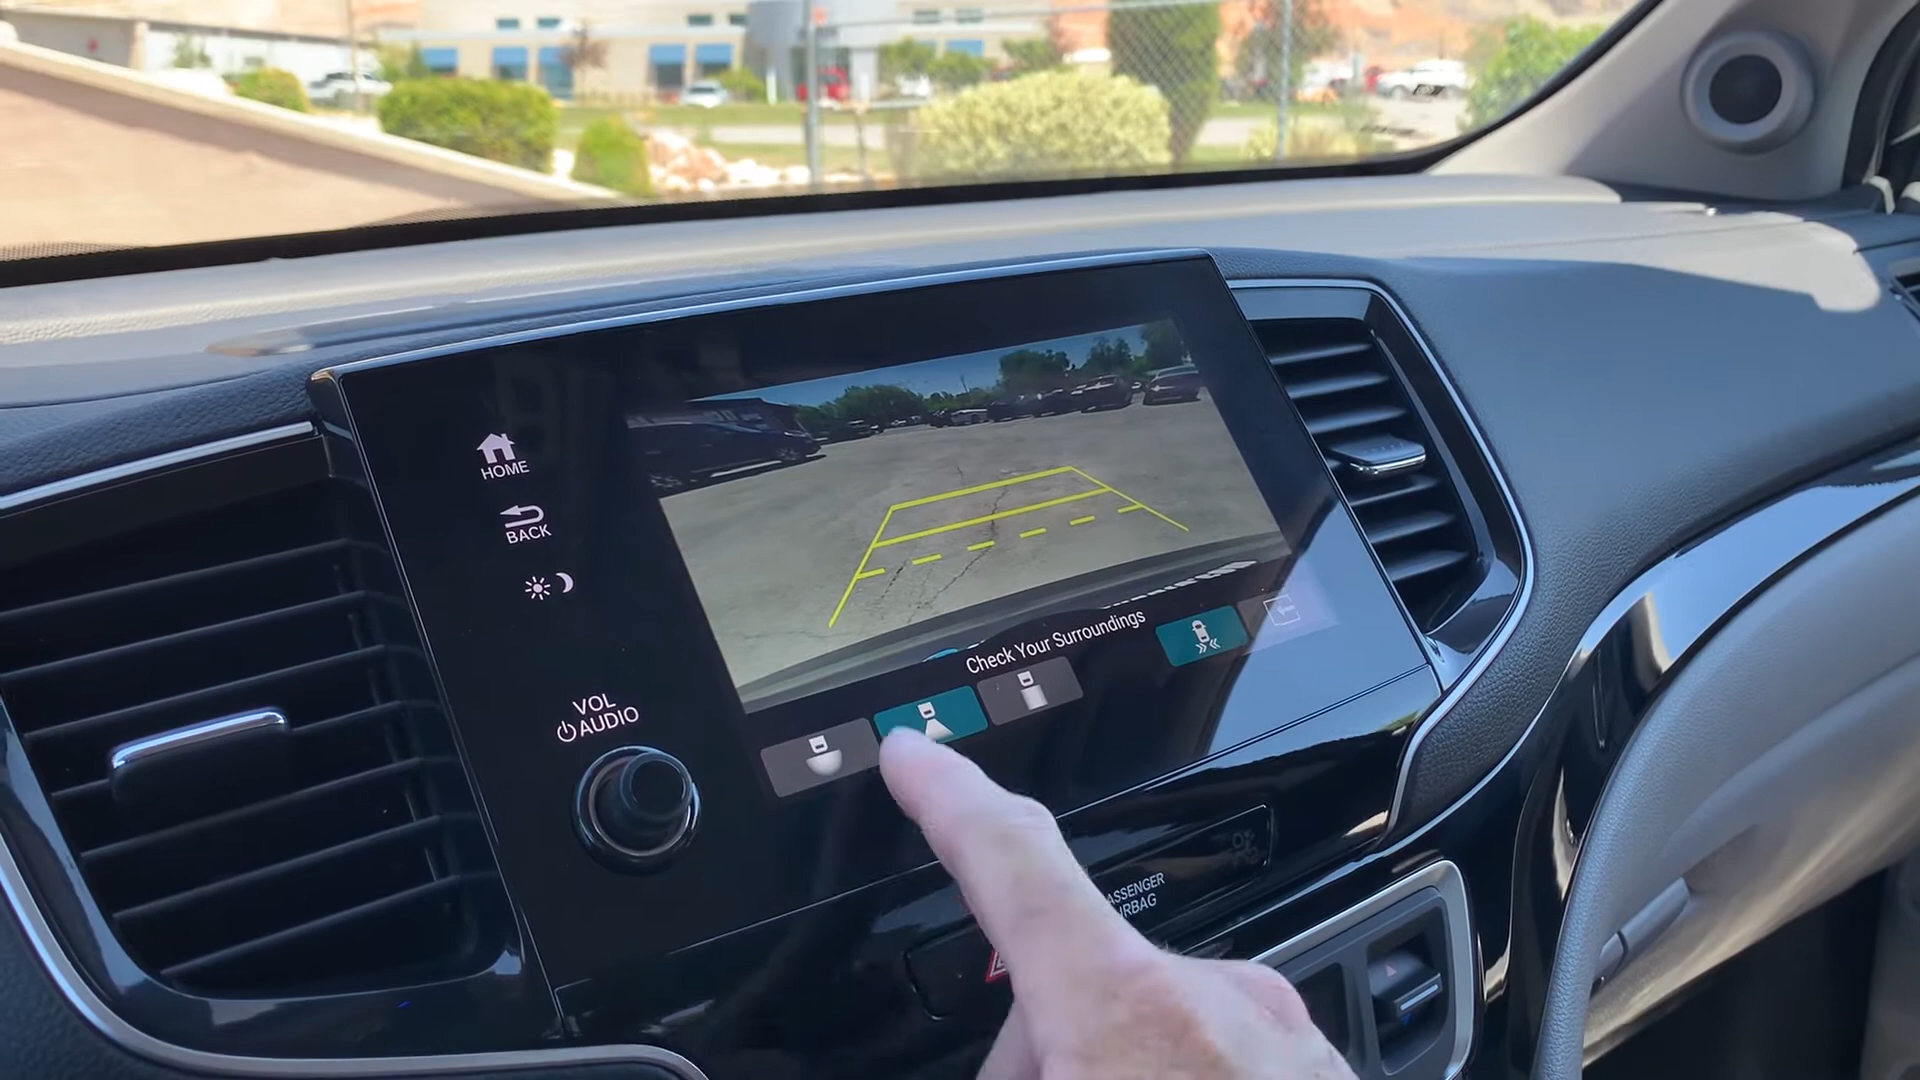 HOME
BACK
VOL
AUDIO
Check Your Surroundings
ASSENGER
IRBAG